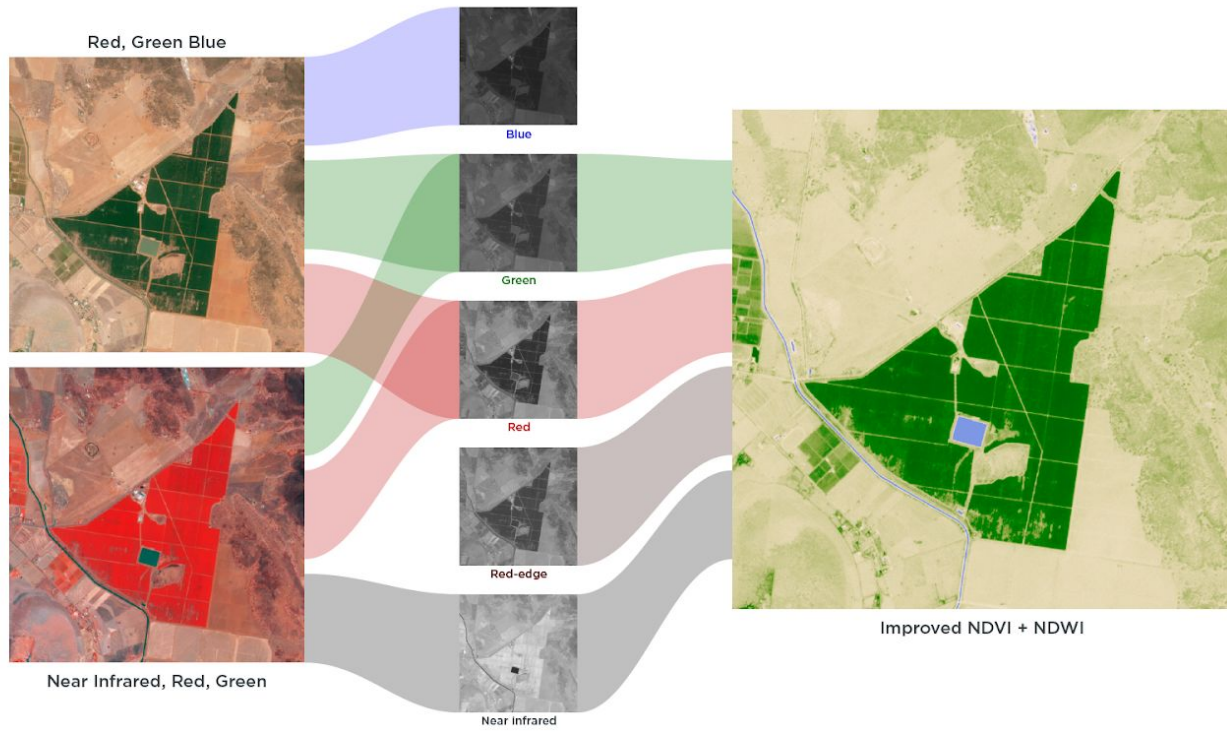 Red, Green Blue
Blue
Green
Red
Red-edge
Near infrared
Near Infrared, Red, Green
Improved NDVI + NDWI